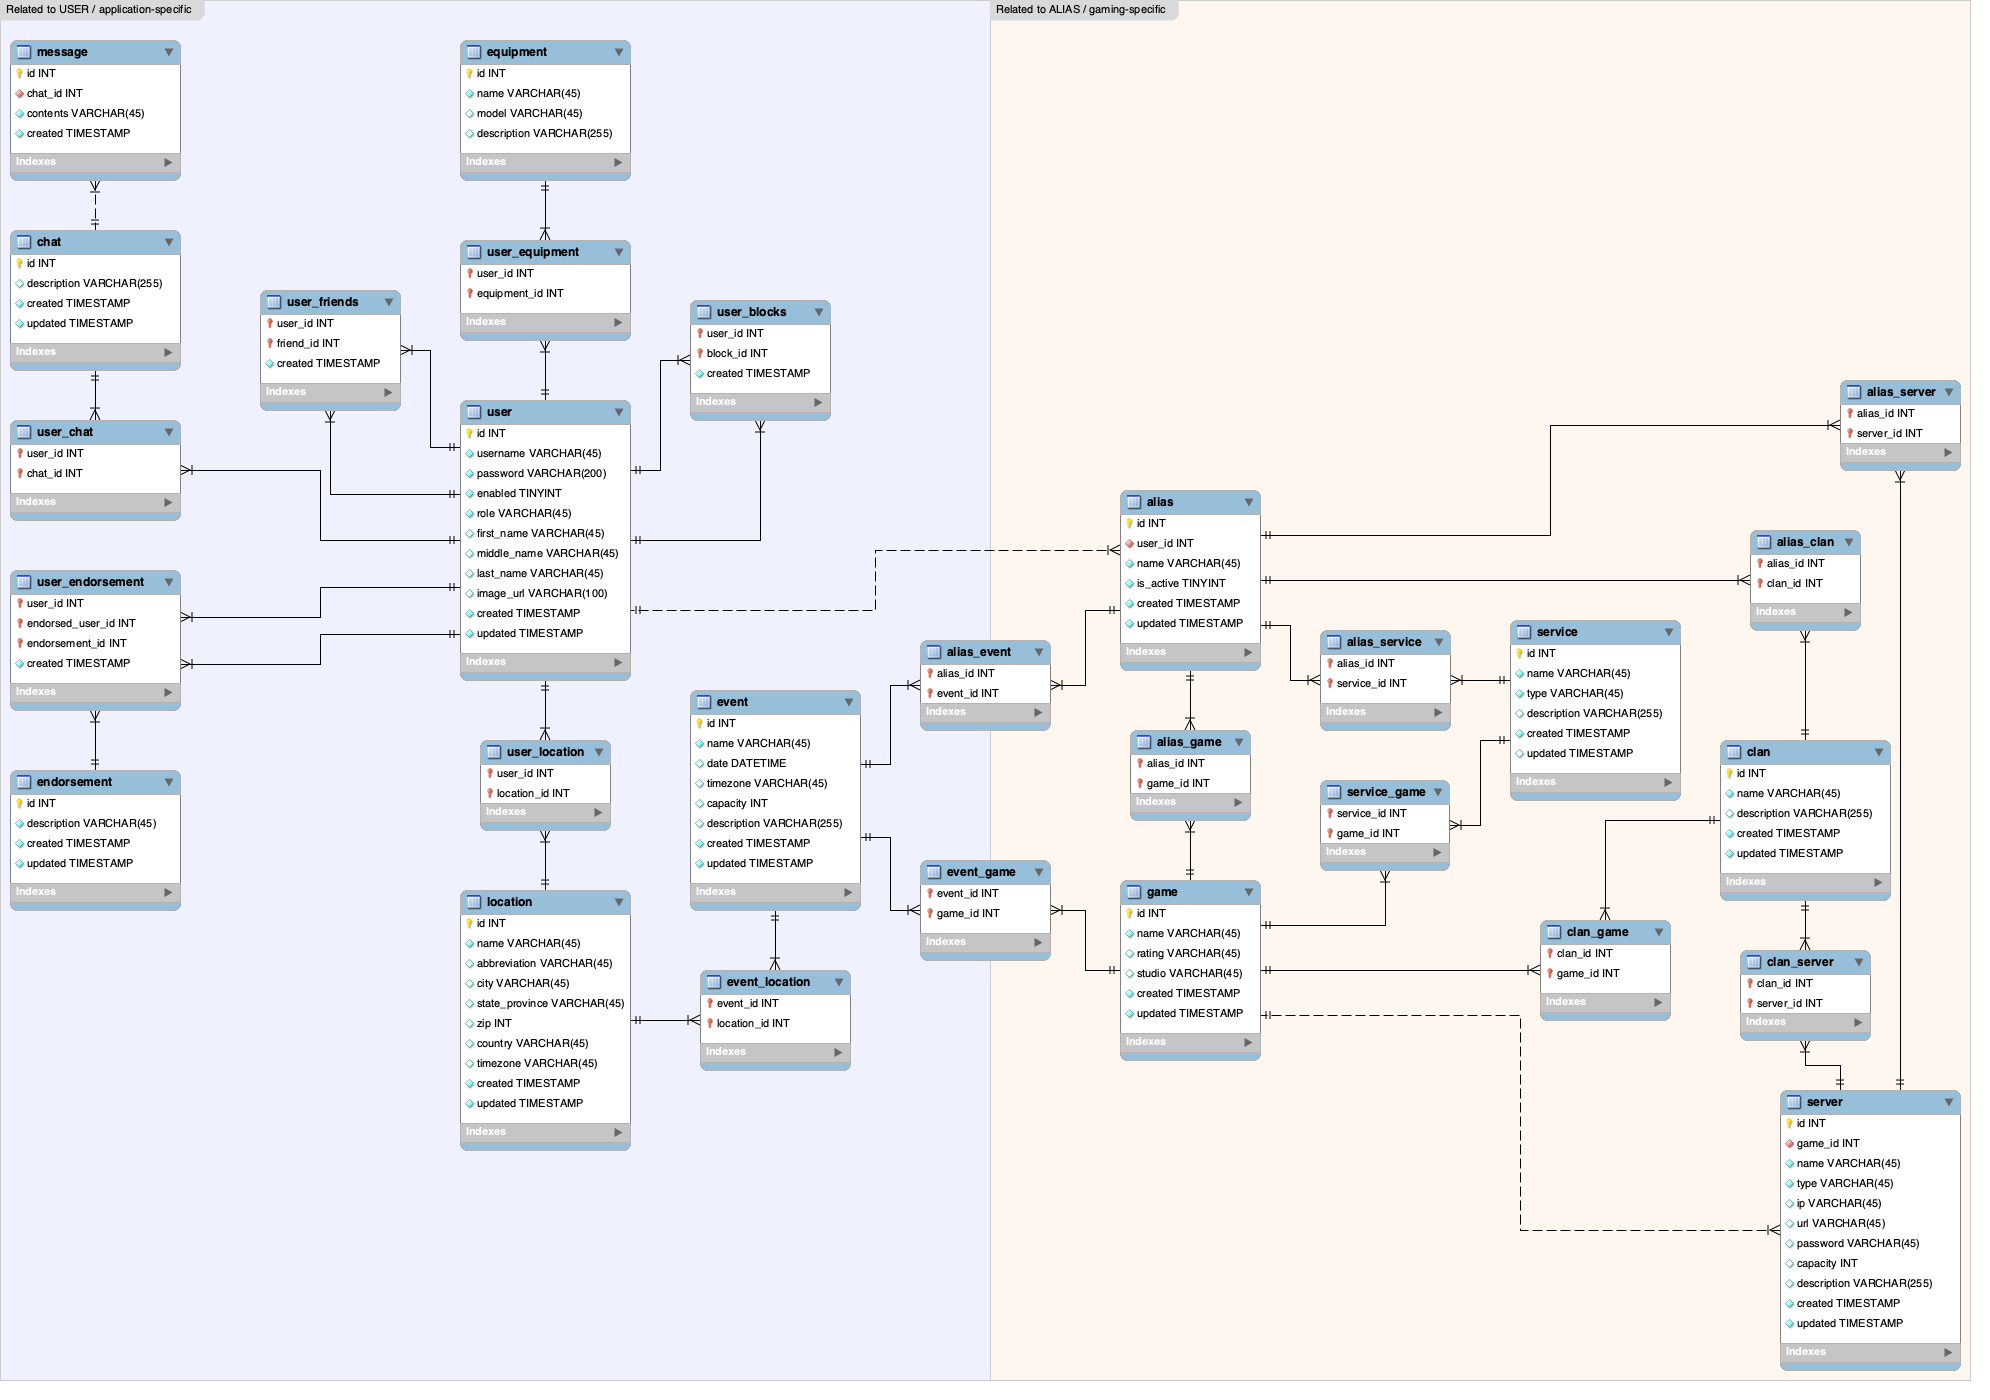 Related to USER / application-specific
message
id INT
chat_id INT
contents VARCHAR(45)
created TIMESTAMP
Indexes
chat
id INT
description VARCHAR(255)
created TIMESTAMP
updated TIMESTAMP
Indexes
user_chat
user_id INT
chat_id INT
Indexes
user_endorsement
user_id INT
endorsed_user_id INT
endorsement_id INT
created TIMESTAMP
Indexes
endorsement
id INT
description VARCHAR(45)
created TIMESTAMP
updated TIMESTAMP
Indexes
user_friends
user_id INT
friend_id INT
created TIMESTAMP
Indexes
equipment
id INT
name VARCHAR(45)
model VARCHAR(45)
description VARCHAR(255)
Indexes
user_equipment
user_id INT
equipment_id INT
Indexes
user
id INT
username VARCHAR(45)
password VARCHAR(200)
enabled TINYINT
role VARCHAR(45)
first_name VARCHAR(45)
middle_name VARCHAR(45)
last_name VARCHAR(45)
image_url VARCHAR(100)
created TIMESTAMP
updated TIMESTAMP
Indexes
user_location
user_id INT
location_id INT
Indexes
location
id INT
name VARCHAR(45)
abbreviation VARCHAR(45)
city VARCHAR(45)
state_province VARCHAR(45)
zip INT
country VARCHAR(45)
timezone VARCHAR(45)
created TIMESTAMP
updated TIMESTAMP
Indexes
user_blocks
user_id INT
block_id INT
created TIMESTAMP
Indexes
event
id INT
name VARCHAR(45)
date DATETIME
timezone VARCHAR(45)
capacity INT
description VARCHAR(255)
created TIMESTAMP
updated TIMESTAMP
Indexes
event_location
event_id INT
location_id INT
Indexes
alias_event
alias_id INT
event_id INT
Indexes
event_game
event_id INT
game_id INT
Indexes
Related to ALIAS / gaming-specific
alias
id INT
user_id INT
name VARCHAR(45)
is_active TINYINT
created TIMESTAMP
updated TIMESTAMP
Indexes
alias_game
alias_id INT
game_id INT
Indexes
game
id INT
name VARCHAR(45)
rating VARCHAR(45)
studio VARCHAR(45)
created TIMESTAMP
updated TIMESTAMP
Indexes
alias_service
alias_id INT
service_id INT
Indexes
service_game
service_id INT
game_id INT
Indexes
service
id INT
name VARCHAR(45)
type VARCHAR(45)
description VARCHAR(255)
created TIMESTAMP
updated TIMESTAMP
Indexes
clan_game
clan_id INT
game_id INT
Indexes
alias_server
alias_id INT
server_id INT
Indexes
alias_clan
alias_id INT
clan_id INT
Indexes
clan
id INT
name VARCHAR(45)
description VARCHAR(255)
created TIMESTAMP
updated TIMESTAMP
Indexes
clan_server
clan_id INT
server_id INT
Indexes
server
id INT
game_id INT
name VARCHAR(45)
type VARCHAR(45)
ip VARCHAR(45)
url VARCHAR(45)
password VARCHAR(45)
capacity INT
description VARCHAR(255)
created TIMESTAMP
updated TIMESTAMP
Indexes